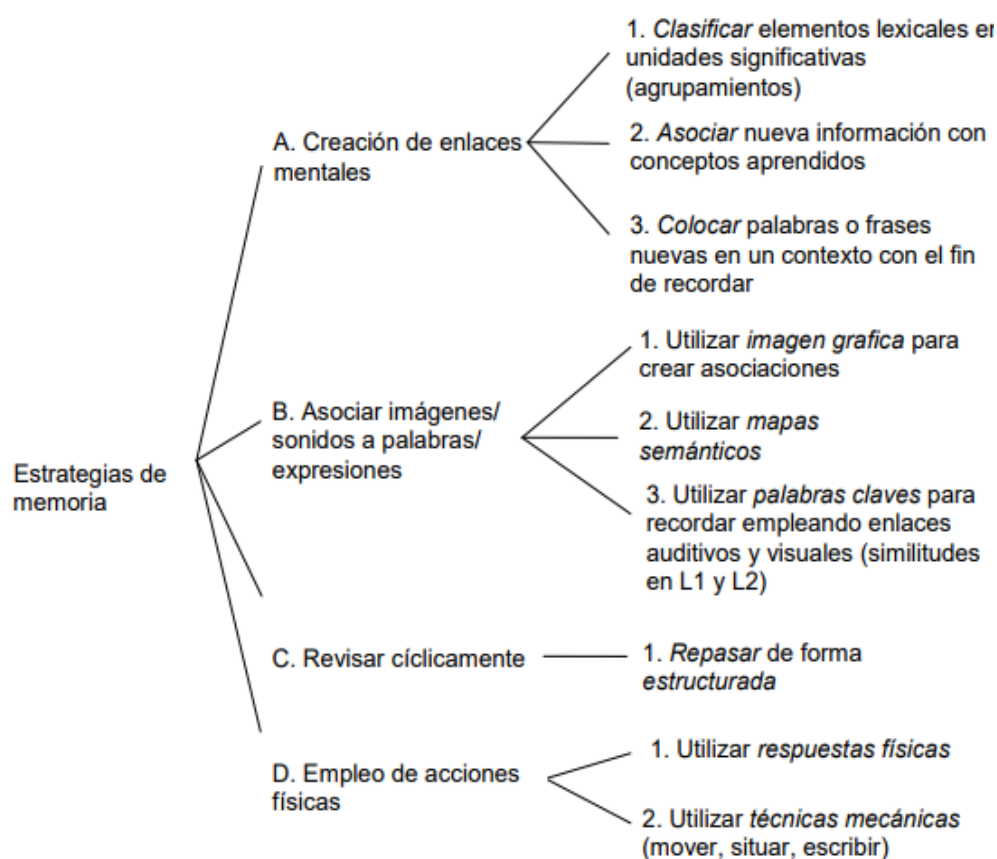 1. Clasificar elementos lexicales en
unidades significativas
(agrupamientos)
A. Creación de enlaces
mentales
2. Asociar nueva información con
conceptos aprendidos
3. Colocar palabras o frases
nuevas en un contexto con el fin
de recordar
1. Utilizar imagen grafica para
crear asociaciones
B. Asociar imágenes/
sonidos a palabras/
expresiones
2. Utilizar mapas
semánticos
Estrategias de
memoria
3. Utilizar palabras claves para
recordar empleando enlaces
auditivos y visuales (similitudes
en L1 y L2)
C. Revisar cíclicamente
1. Repasar de forma
estructurada
D. Empleo de acciones
físicas
1. Utilizar respuestas físicas
2. Utilizar técnicas mecánicas
(mover, situar, escribir)